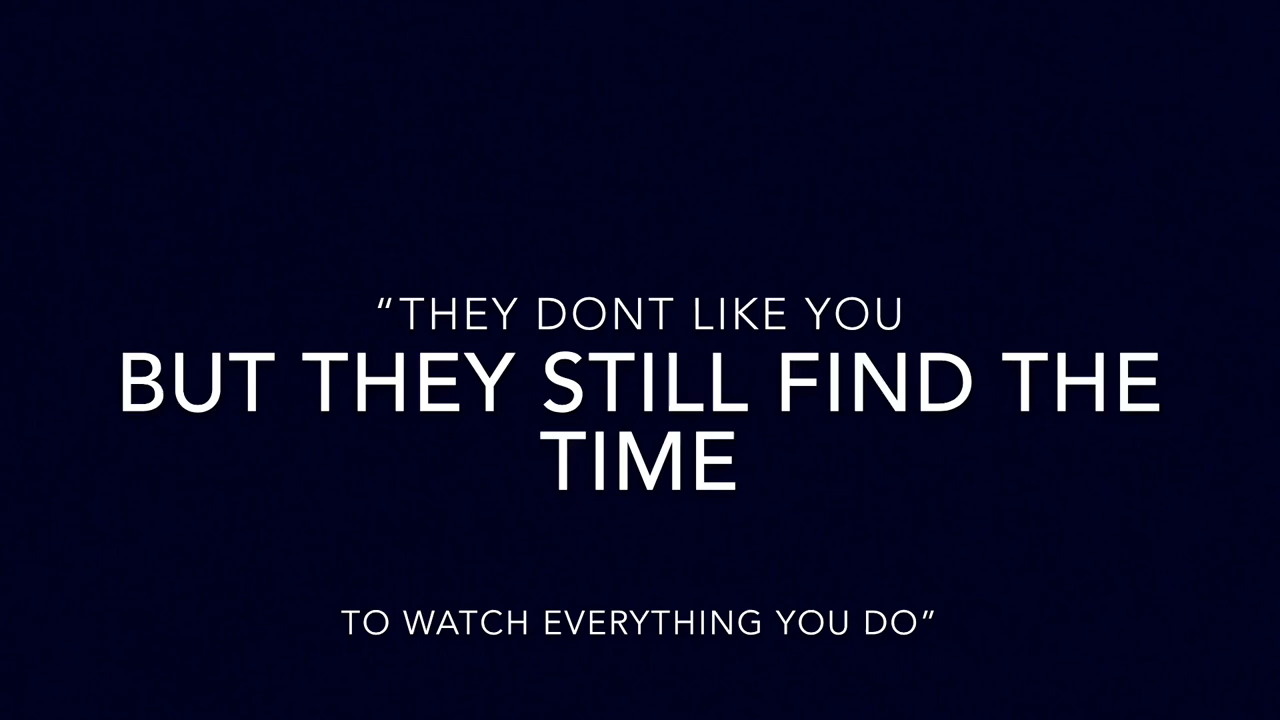 “THEY DONT LIKE YOU
BUT THEY STILL FIND THE
TIME
TO WATCH EVERYTHING YOU DO”